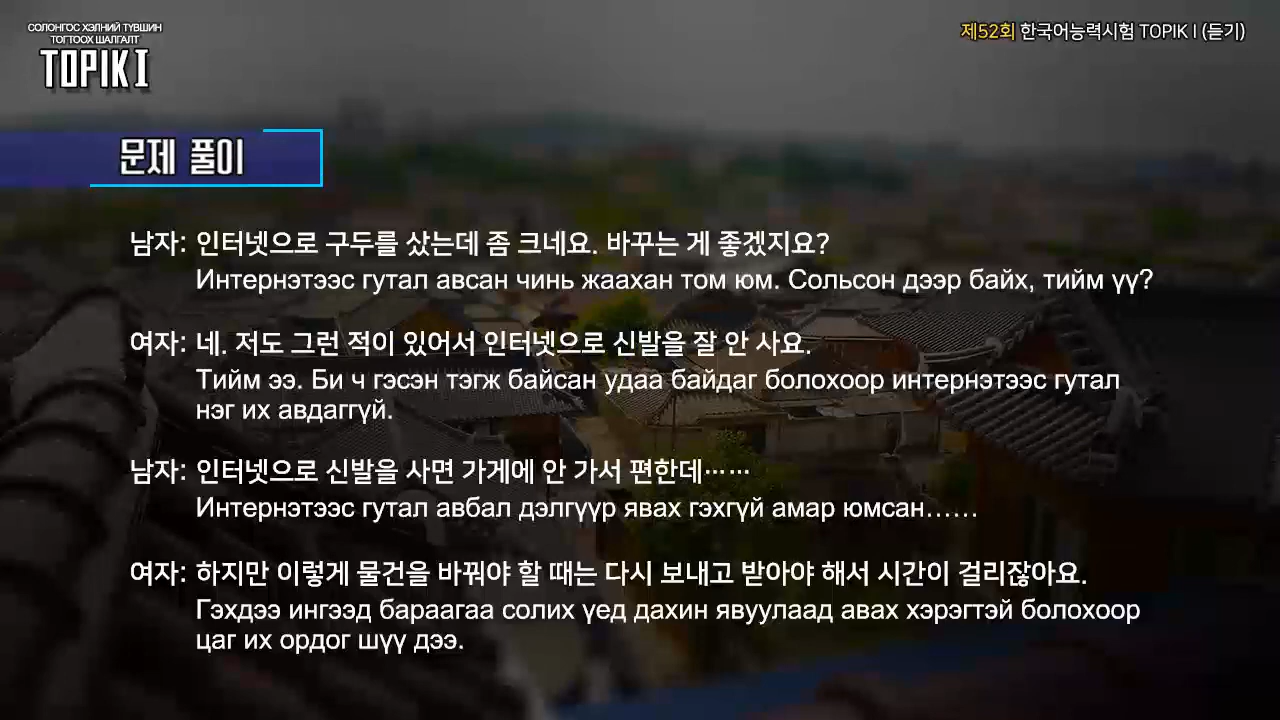 СОЛОНГОС ХЭЛНИЙ ТҮВШИН
ТОГТООХ ШАЛГАЛТ
TOPIK I
제52회 한국어능력시험 TOPIK I (듣기)
문제 풀이
남자: 인터넷으로 구두를 샀는데 좀 크네요. 바꾸는 게 좋겠지요?
Интернэтээс гутал авсан чинь жаахан том юм. Сольсон дээр байх, тийм үү?
여자: 네. 저도 그런 적이 있어서 인터넷으로 신발을 잘 안 사요.
Тийм ээ. Би ч гэсэн тэгж байсан удаа байдаг болохоор интернэтээс гутал
нэг их авдаггүй.
남자: 인터넷으로 신발을 사면 가게에 안 가서 편한데……
Интернэтээс гутал авбал дэлгүүр явах гэхгүй амар юмсан……
여자: 하지만 이렇게 물건을 바꿔야 할 때는 다시 보내고 받아야 해서 시간이 걸리잖아요.
Гэхдээ ингээд бараагаа солих үед дахин явуулаад авах хэрэгтэй болохоор
цаг их ордог шүү дээ.